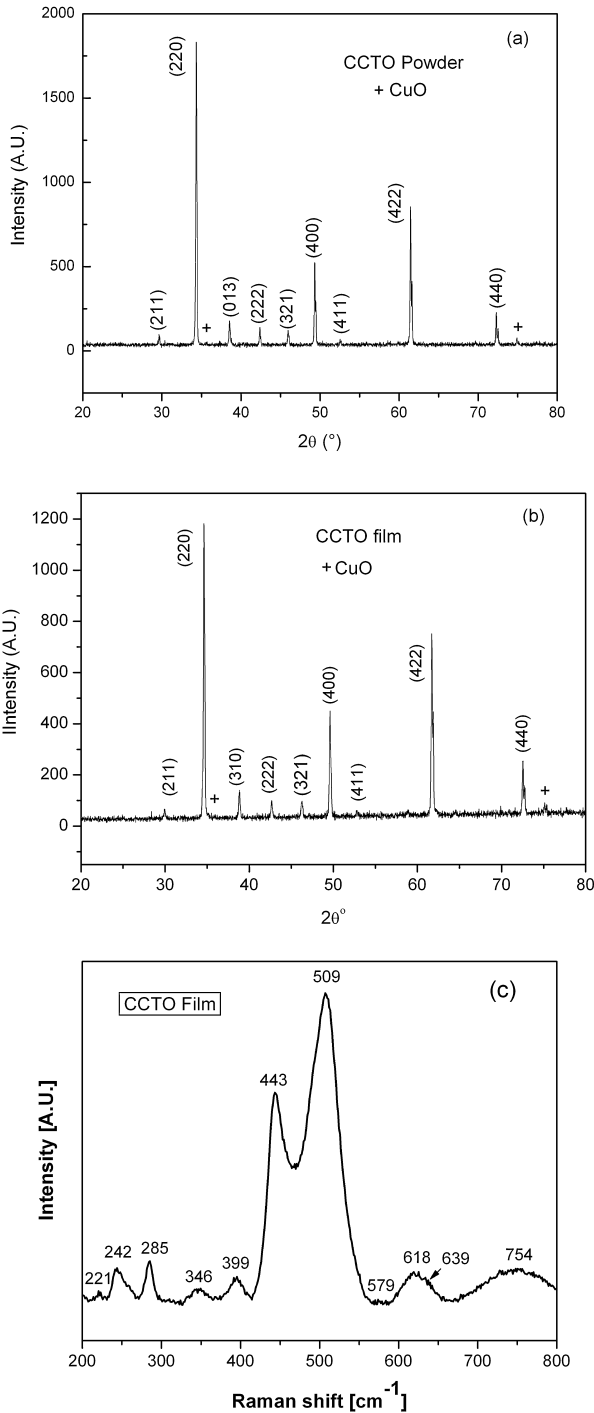 (a)
CCTO Powder
+ CuO
2000
1500
1000
500
0
Intensity (A.U.)
(211)
(220)
+
(013)
(222)
(321)
(400)
(411)
(422)
(440)
+
20 30 40 50 60 70 80
2θ (°)
(b)
CCTO film
+ CuO
1200
1000
800
600
400
200
0
IIntensity (A.U.)
(211)
(220)
+
(310)
(222)
(321)
(400)
(411)
(422)
(440)
+
20 30 40 50 60 70 80
2θ°
(c)
CCTO Film
Intensity [A.U.]
221
242
285
346
399
443
509
579
618
639
754
200 300 400 500 600 700 800
Raman shift [cm⁻¹]